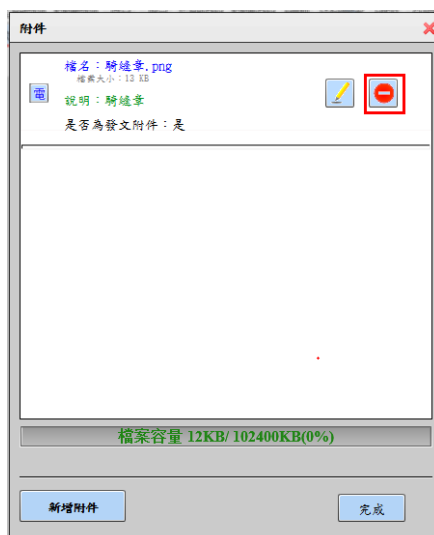 附件
檔名：騎縫章.png
檔案大小：13 KB
電
說明：騎縫章
是否為發文附件：是
檔案容量 12KB/ 102400KB(0%)
新增附件
完成